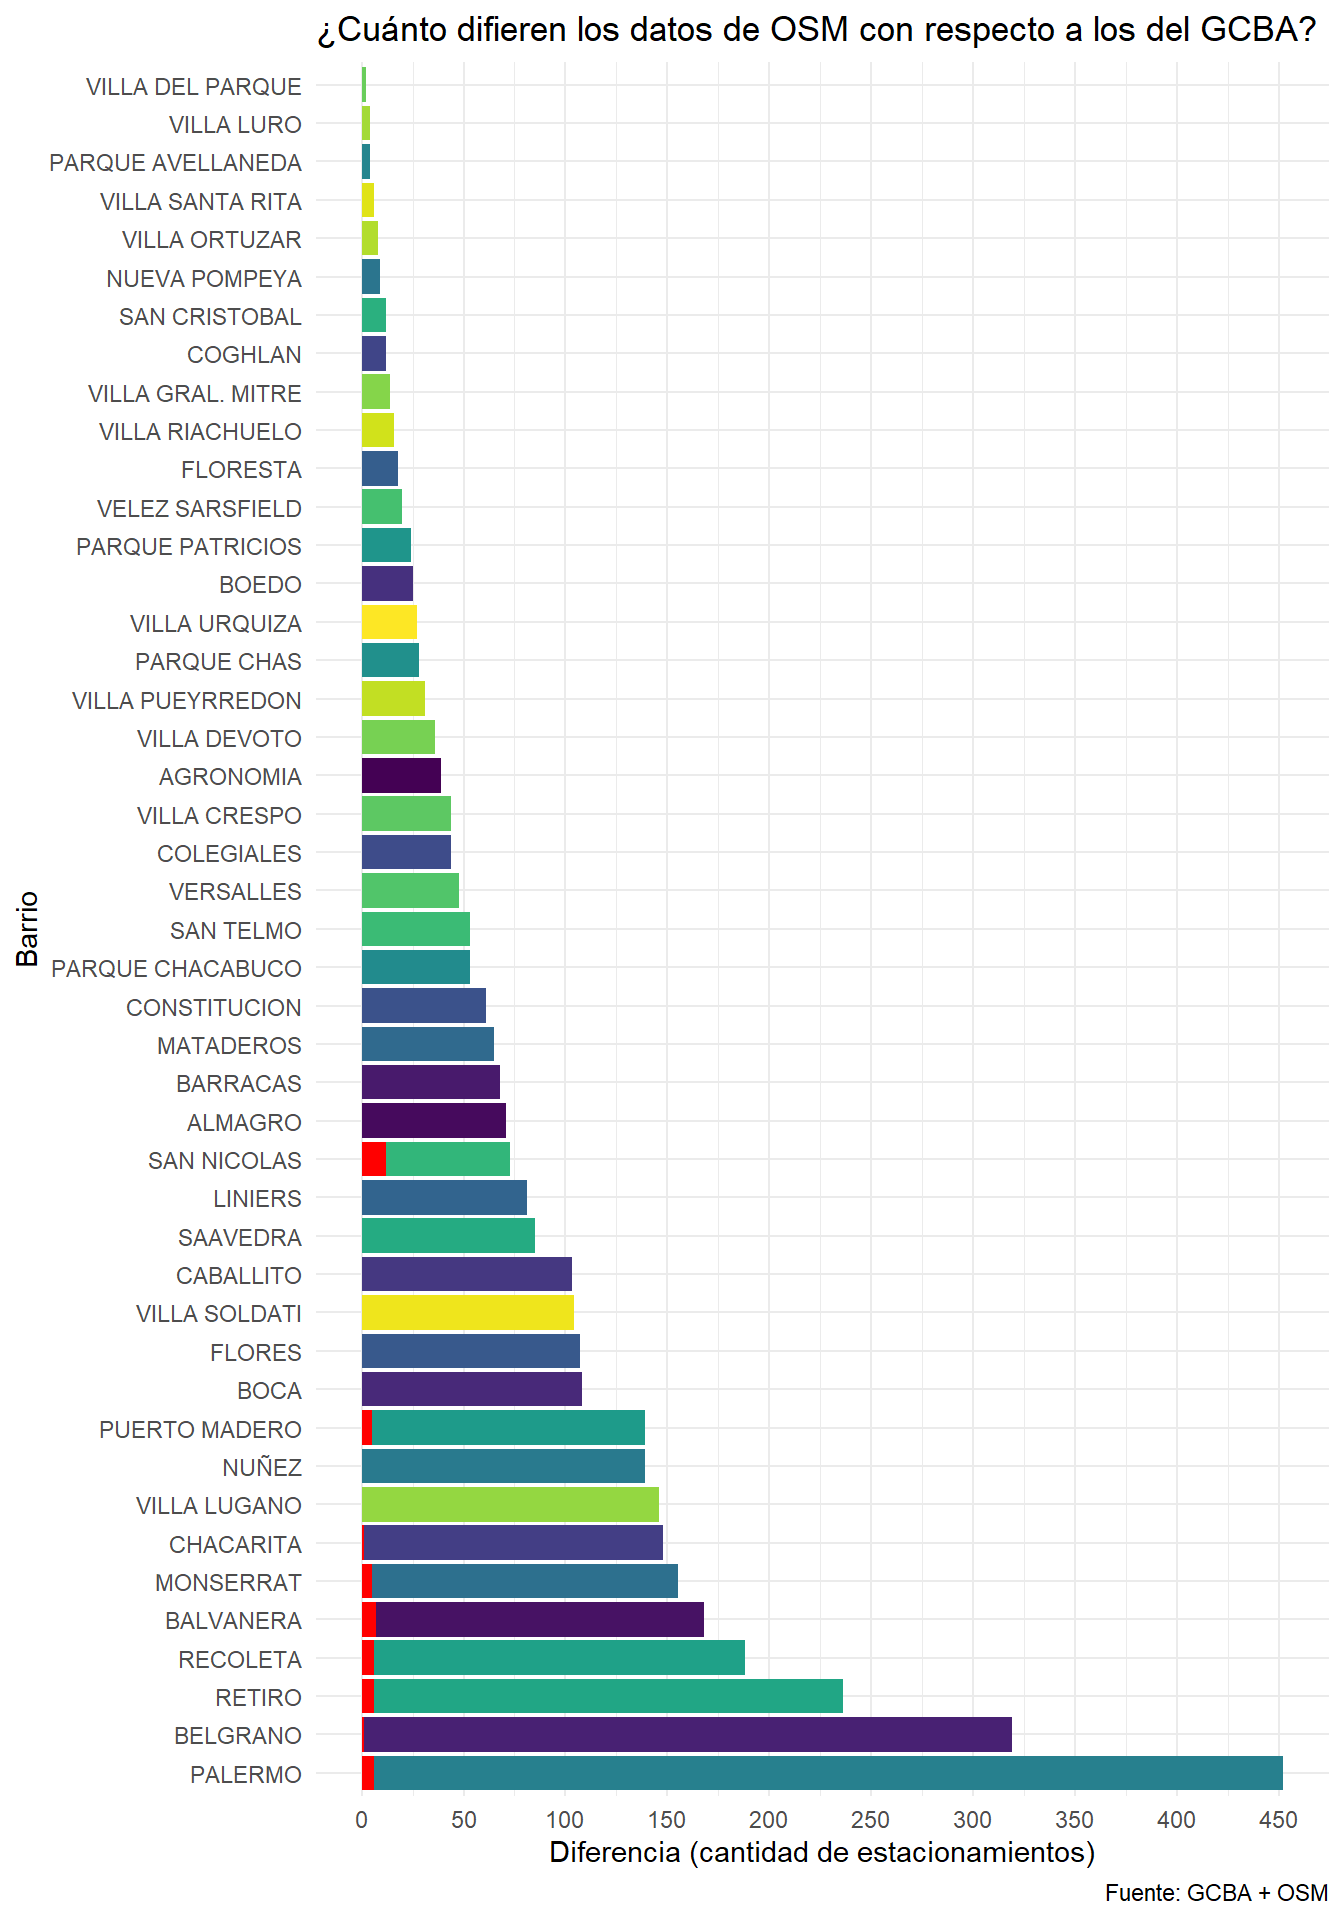 ¿Cuánto difieren los datos de OSM con respecto a los del GCBA?
VILLA DEL PARQUE
VILLA LURO
PARQUE AVELLANEDA
VILLA SANTA RITA
VILLA ORTUZAR
NUEVA POMPEYA
SAN CRISTOBAL
COGHLAN
VILLA GRAL. MITRE
VILLA RIACHUELO
FLORESTA
VELEZ SARSFIELD
PARQUE PATRICIOS
BOEDO
VILLA URQUIZA
PARQUE CHAS
VILLA PUEYRREDON
VILLA DEVOTO
AGRONOMIA
VILLA CRESPO
COLEGIALES
VERSALLES
SAN TELMO
PARQUE CHACABUCO
CONSTITUCION
MATADEROS
BARRACAS
ALMAGRO
SAN NICOLAS
LINIERS
SAAVEDRA
CABALLITO
VILLA SOLDATI
FLORES
BOCA
PUERTO MADERO
NUÑEZ
VILLA LUGANO
CHACARITA
MONSERRAT
BALVANERA
RECOLETA
RETIRO
BELGRANO
PALERMO
Barrio
0 50 100 150 200 250 300 350 400 450
Diferencia (cantidad de estacionamientos)
Fuente: GCBA + OSM